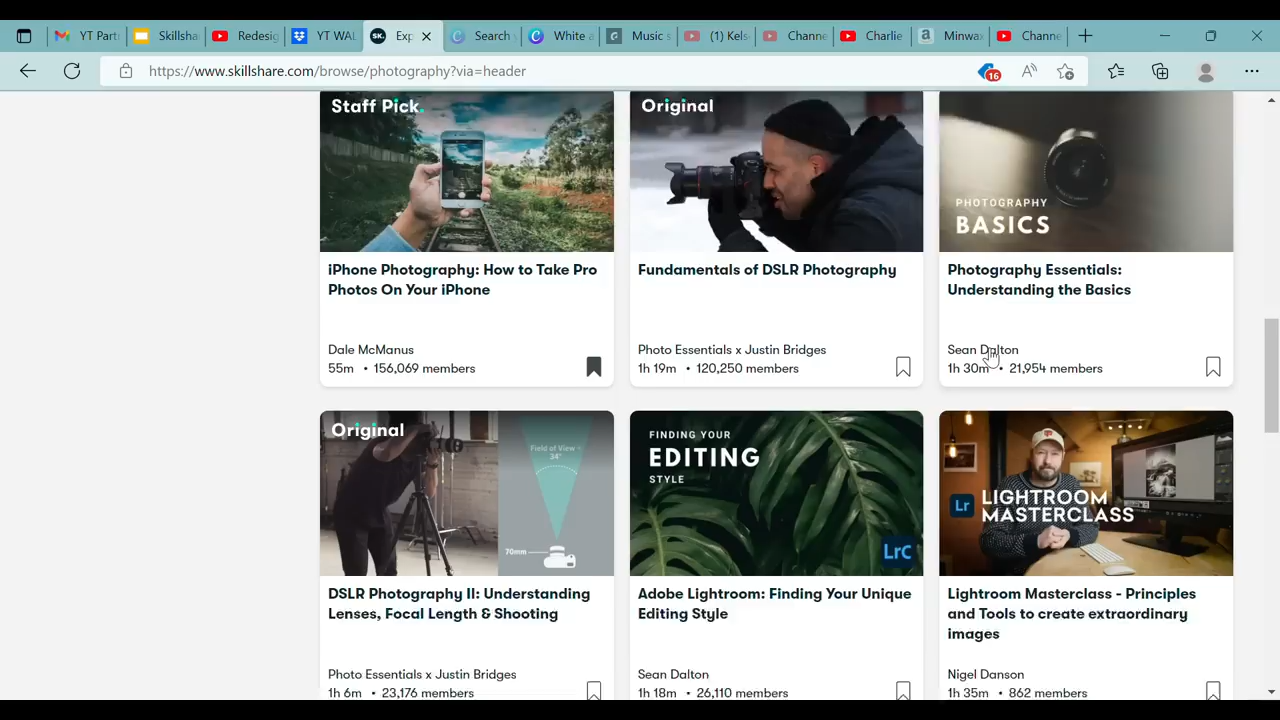 YT Part
Skillsha
Redesig
YT WAL
SK.
Exp
Search
White a
Music s
(1) Kels
Channe
Charlie
Minwax
Channe
https://www.skillshare.com/browse/photography?via=header
16
Staff Pick.
Original
PHOTOGRAPHY
BASICS
iPhone Photography: How to Take Pro
Photos On Your iPhone
Dale McManus
55m • 156,069 members
Fundamentals of DSLR Photography
Photo Essentials x Justin Bridges
1h 19m • 120,250 members
Photography Essentials:
Understanding the Basics
Sean Dalton
1h 30m • 21,954 members
Original
Field of View =
34°
70mm
FINDING YOUR
EDITING
STYLE
LrC
Lr
LIGHTROOM
MASTERCLASS
DSLR Photography II: Understanding
Lenses, Focal Length & Shooting
Photo Essentials x Justin Bridges
1h 6m • 23,176 members
Adobe Lightroom: Finding Your Unique
Editing Style
Sean Dalton
1h 18m • 26,110 members
Lightroom Masterclass - Principles
and Tools to create extraordinary
images
Nigel Danson
1h 35m • 862 members